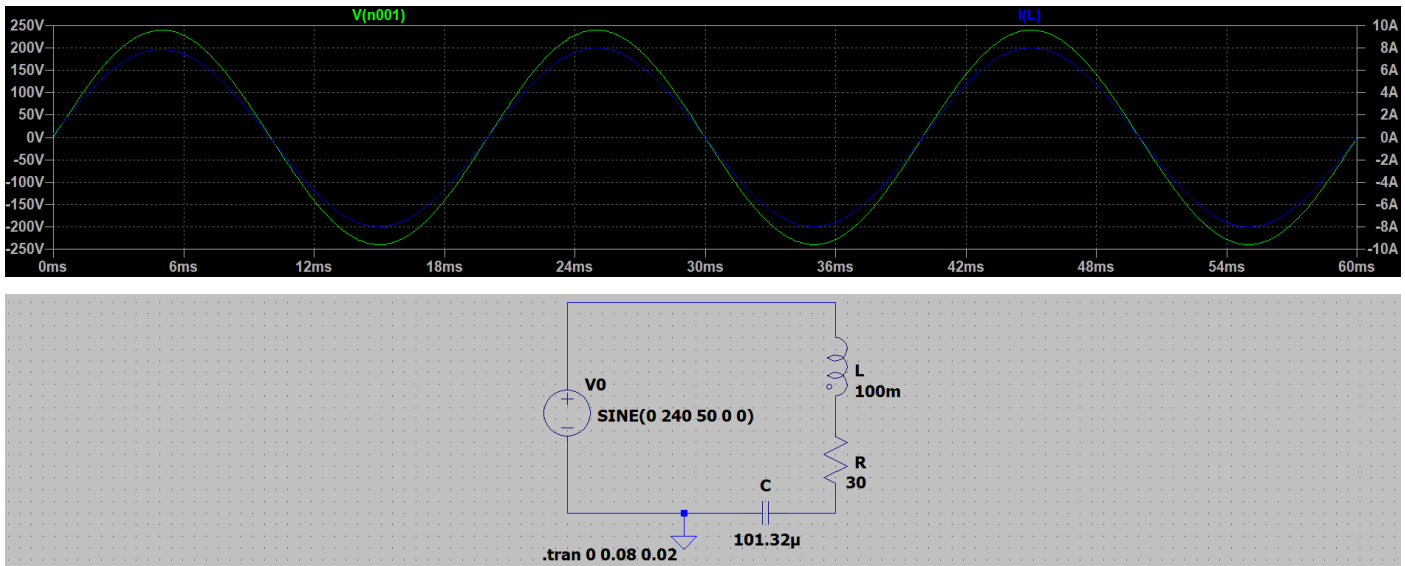 V(n001) I(L)
250V 10A
200V 8A
150V 6A
100V 4A
50V 2A
0V 0A
-50V -2A
-100V -4A
-150V -6A
-200V -8A
-250V -10A
0ms 6ms 12ms 18ms 24ms 30ms 36ms 42ms 48ms 54ms 60ms
L
100m
V0
SINE(0 240 50 0 0)
R
30
C
101.32µ
.tran 0 0.08 0.02